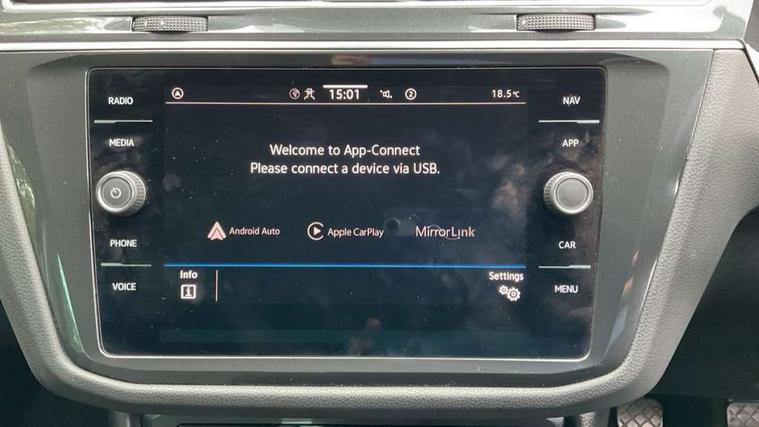 RADIO
MEDIA
PHONE
VOICE
15:01
2
18.5°C
Welcome to App-Connect
Please connect a device via USB.
Android Auto
Apple CarPlay
MirrorLink
Info
Settings
NAV
APP
CAR
MENU